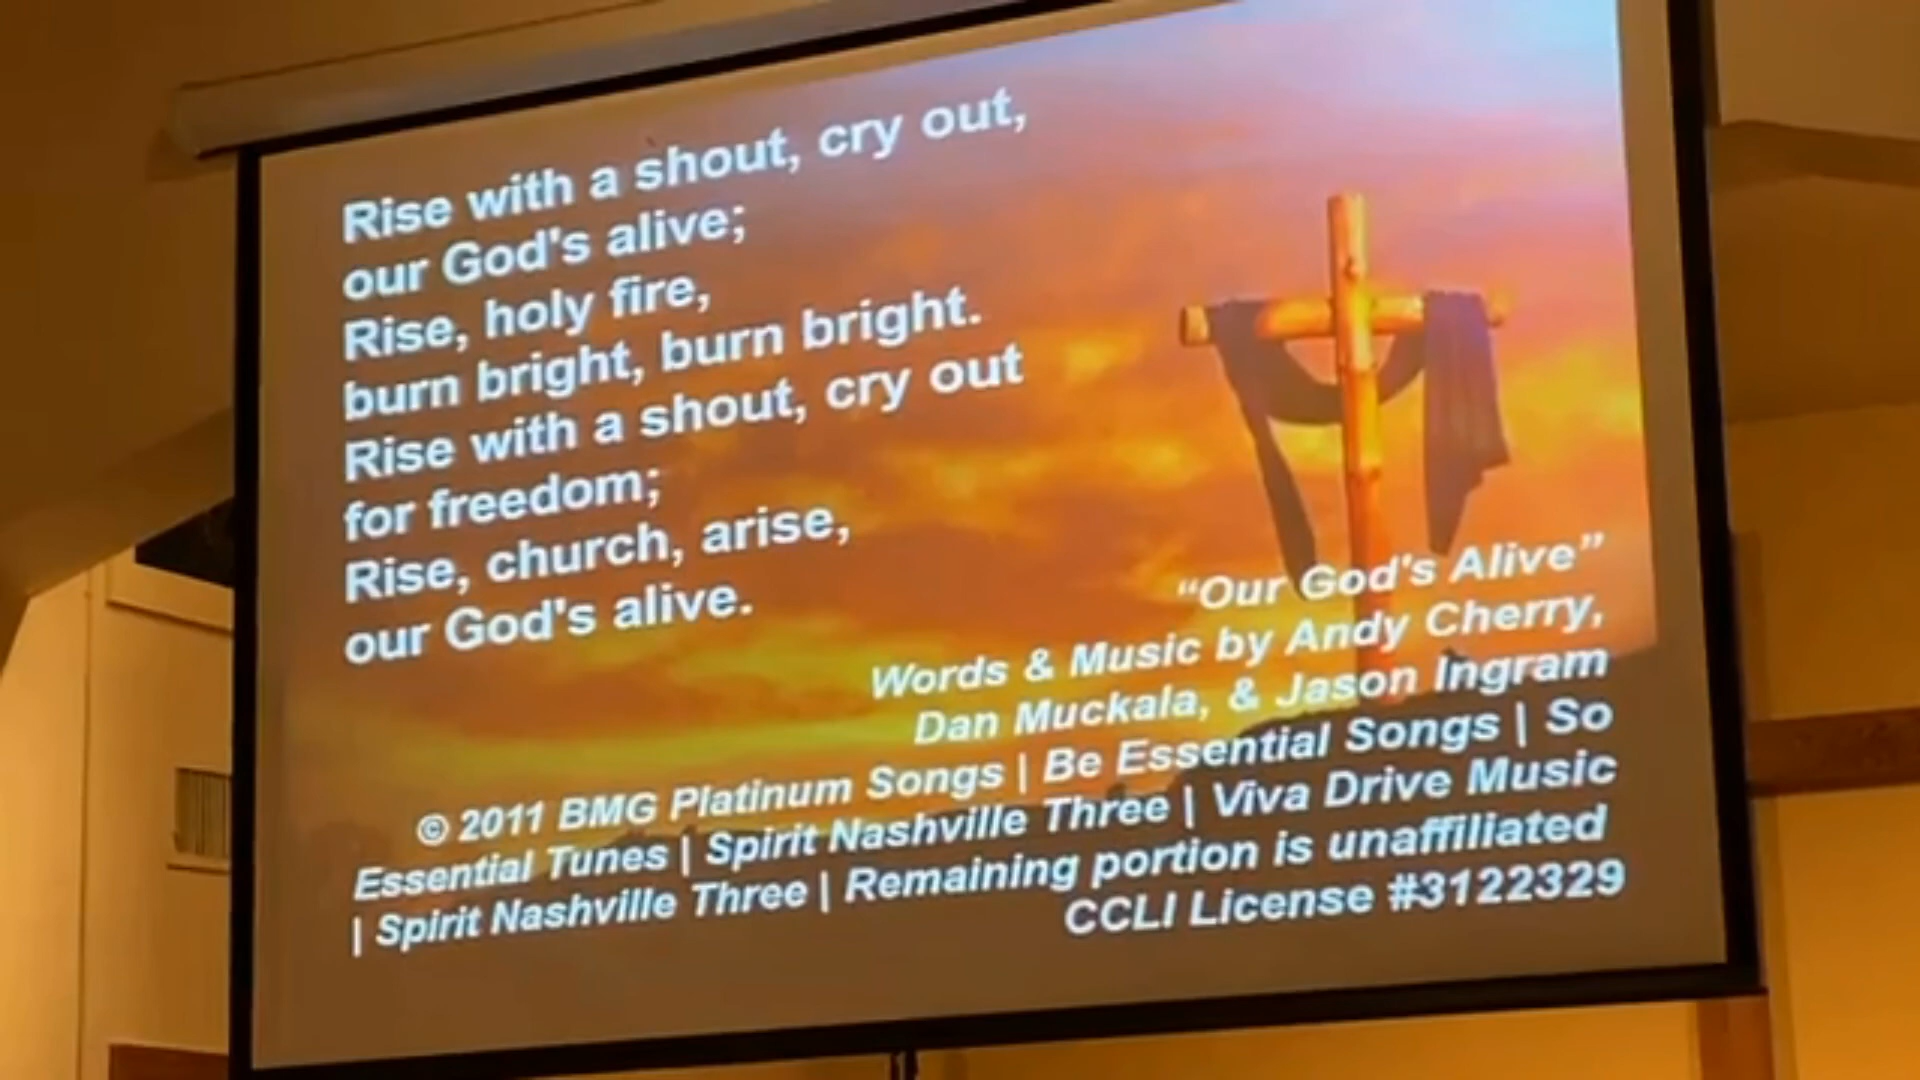 Rise with a shout, cry out,
our God's alive;
Rise, holy fire,
burn bright, burn bright.
Rise with a shout, cry out
for freedom;
Rise, church, arise,
our God's alive.
“Our God's Alive”
Words & Music by Andy Cherry,
Dan Muckala, & Jason Ingram
© 2011 BMG Platinum Songs | Be Essential Songs | So
Essential Tunes | Spirit Nashville Three | Viva Drive Music
| Spirit Nashville Three | Remaining portion is unaffiliated
CCLI License #3122329